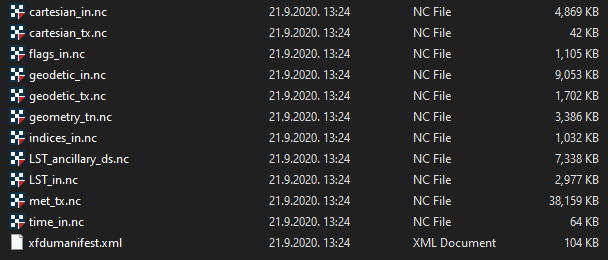 cartesian_in.nc 21.9.2020. 13:24 NC File 4,869 KB
cartesian_tx.nc 21.9.2020. 13:24 NC File 42 KB
flags_in.nc 21.9.2020. 13:24 NC File 1,105 KB
geodetic_in.nc 21.9.2020. 13:24 NC File 9,053 KB
geodetic_tx.nc 21.9.2020. 13:24 NC File 1,702 KB
geometry_tn.nc 21.9.2020. 13:24 NC File 3,386 KB
indices_in.nc 21.9.2020. 13:24 NC File 1,032 KB
LST_ancillary_ds.nc 21.9.2020. 13:24 NC File 7,338 KB
LST_in.nc 21.9.2020. 13:24 NC File 2,977 KB
met_tx.nc 21.9.2020. 13:24 NC File 38,159 KB
time_in.nc 21.9.2020. 13:24 NC File 64 KB
xfdumanifest.xml 21.9.2020. 13:24 XML Document 104 KB